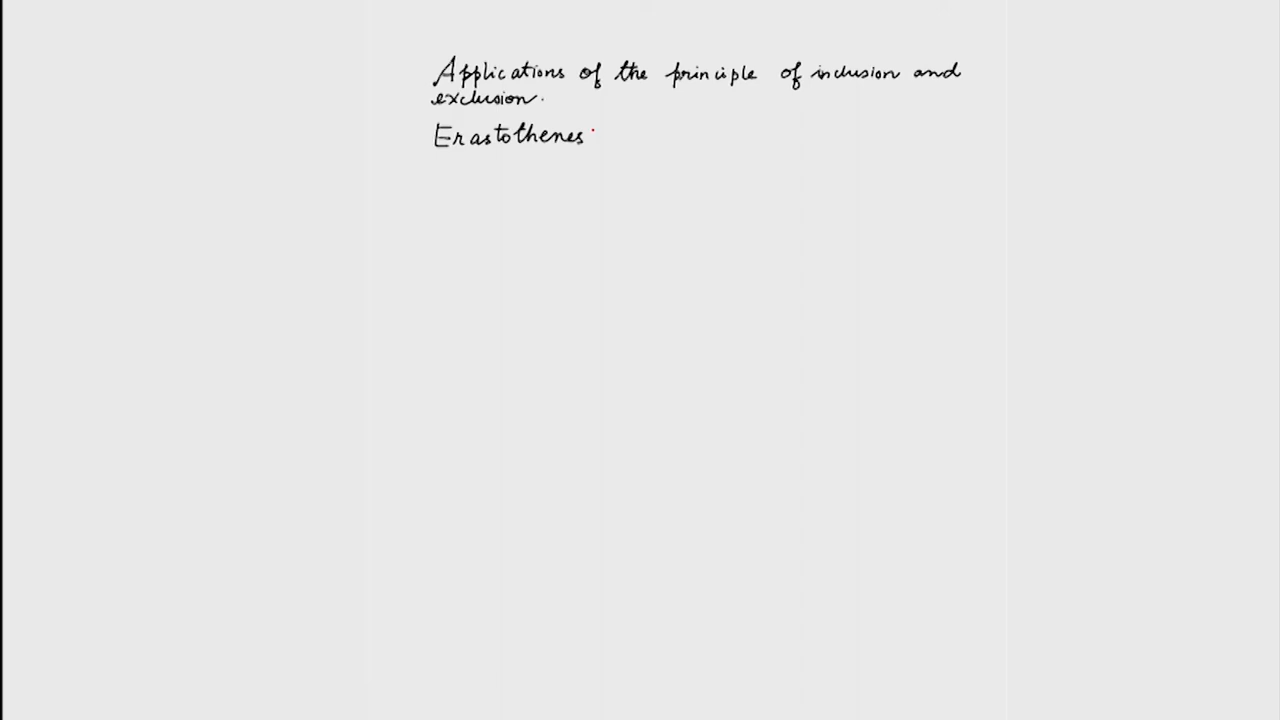 Applications of the principle of inclusion and
exclusion.
Erastothenes